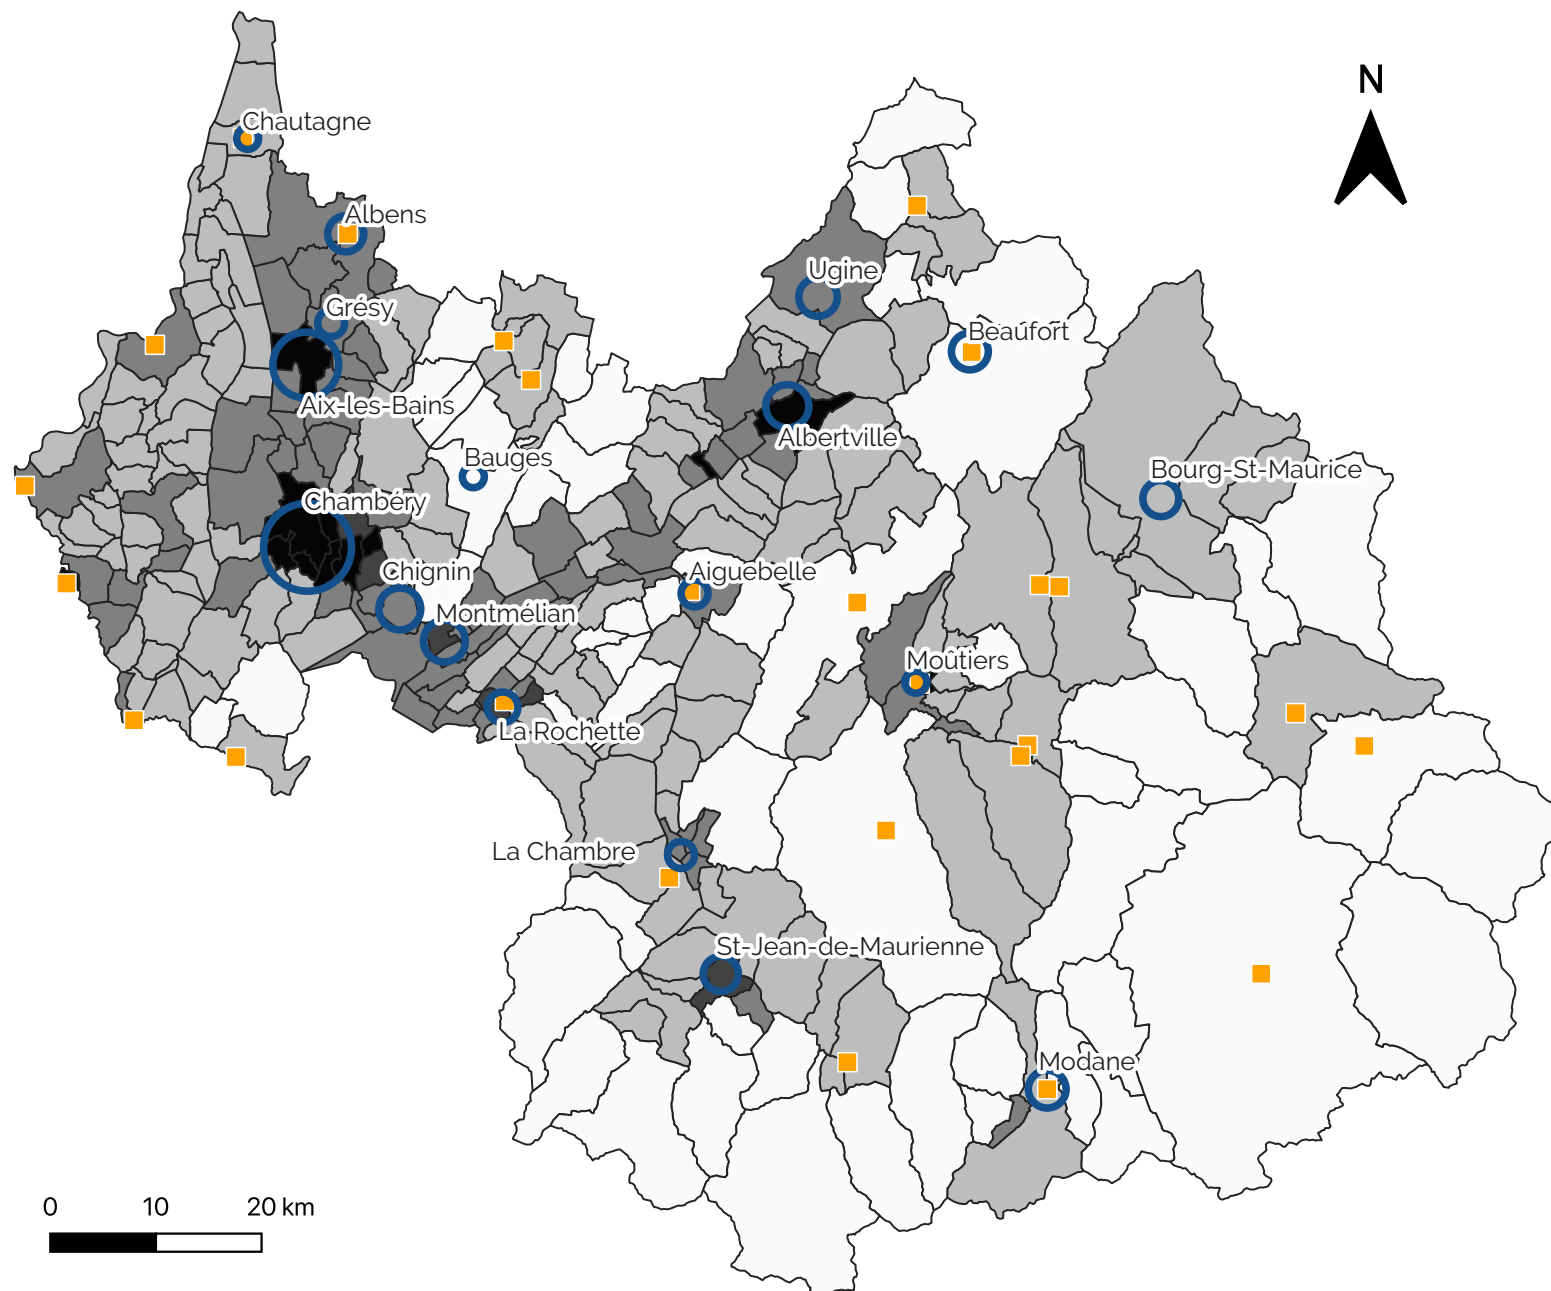 N
Chautagne
Albens
Ugine
Grésy
Beaufort
Aix-les-Bains
Albertville
Bauges
Bourg-St-Maurice
Chambéry
Chignin
Aiguebelle
Montmélian
Moûtiers
La Rochette
La Chambre
St-Jean-de-Maurienne
Modane
0 10 20 km